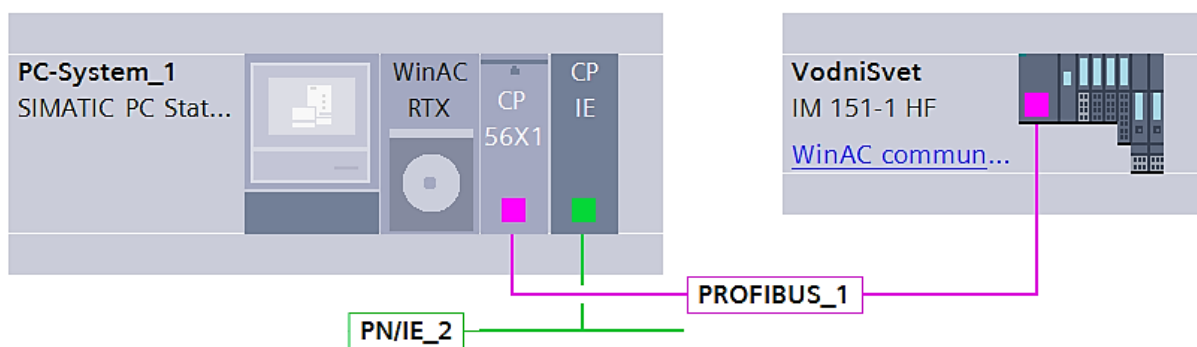 PC-System_1
SIMATIC PC Stat...
WinAC
RTX
CP
56X1
CP
IE
VodniSvet
IM 151-1 HF
WinAC commun...
PROFIBUS_1
PN/IE_2